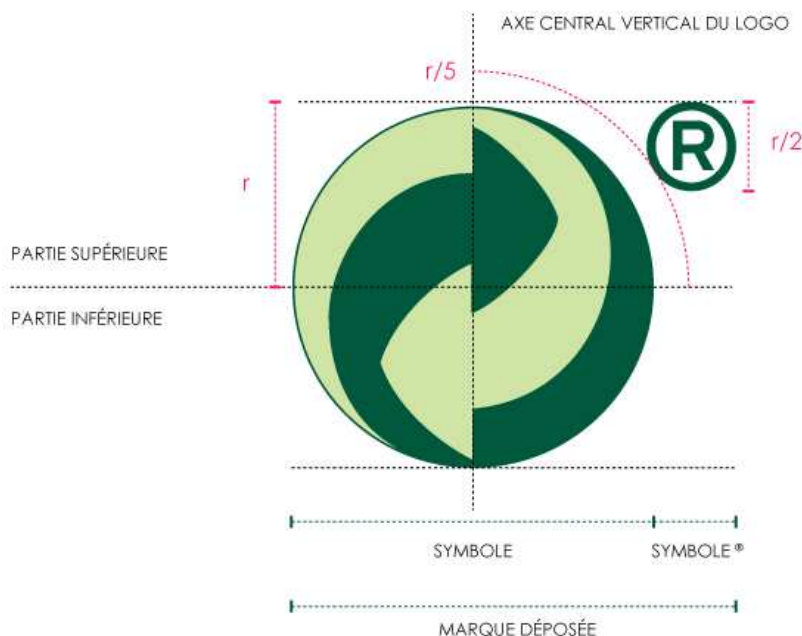 AXE CENTRAL VERTICAL DU LOGO
r/5
®
r/2
r
PARTIE SUPÉRIEURE
PARTIE INFÉRIEURE
SYMBOLE
SYMBOLE ®
MARQUE DÉPOSÉE